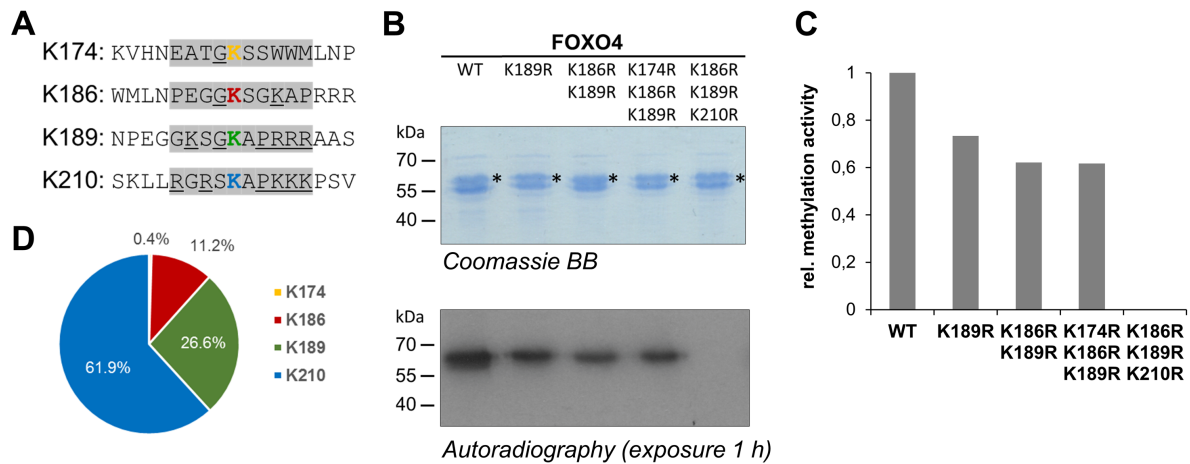 A
K174: KVHNEATGKSSWWMLNP
K186: WMLNPEGGKSGKAPRRR
K189: NPEGGKSGKAPRRRAAS
K210: SKLLRGRSKAPKKKPSV
B
FOXO4
WT K189R K186R K174R K186R
K189R K186R K189R
K189R K210R
kDa
70
55
40
* * * * *
Coomassie BB
kDa
70
55
40
Autoradiography (exposure 1 h)
C
rel. methylation activity
1
0,8
0,6
0,4
0,2
0
WT K189R K186R K174R K186R
K189R K186R K189R
K189R K210R
D
0.4%
11.2%
26.6%
61.9%
K174
K186
K189
K210